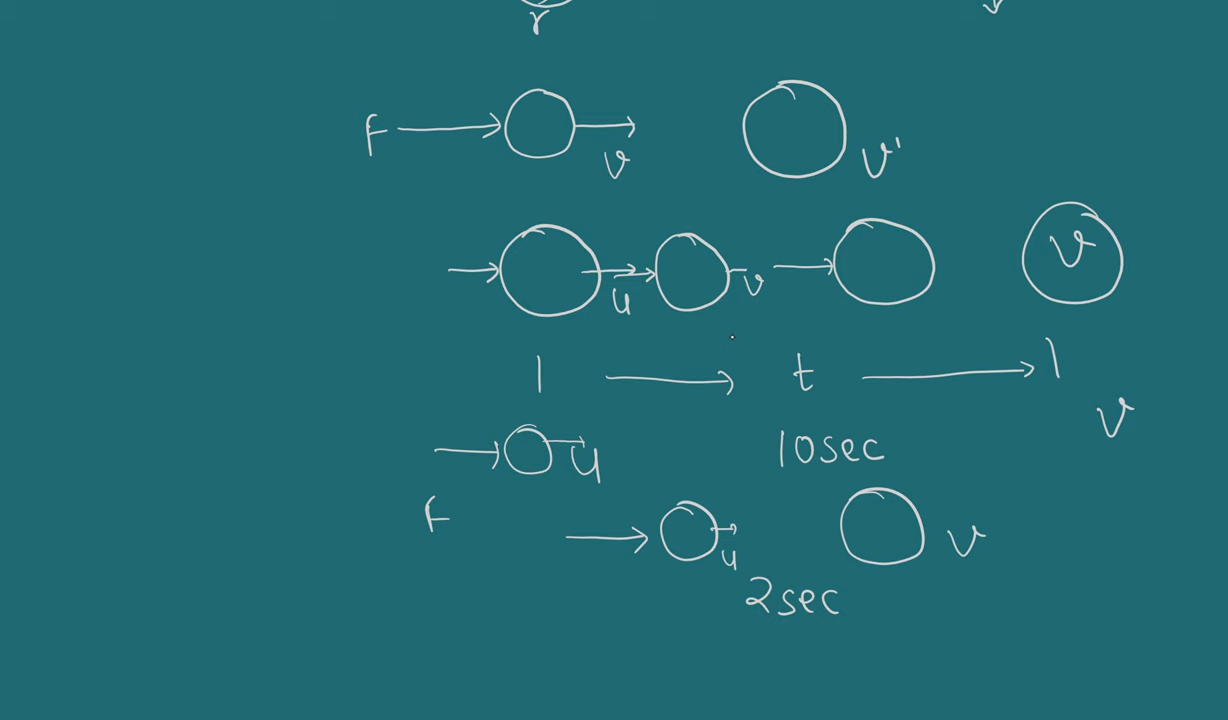 r
F v v'
u v v
1 t 1
v
u 10sec
F v
u
2sec